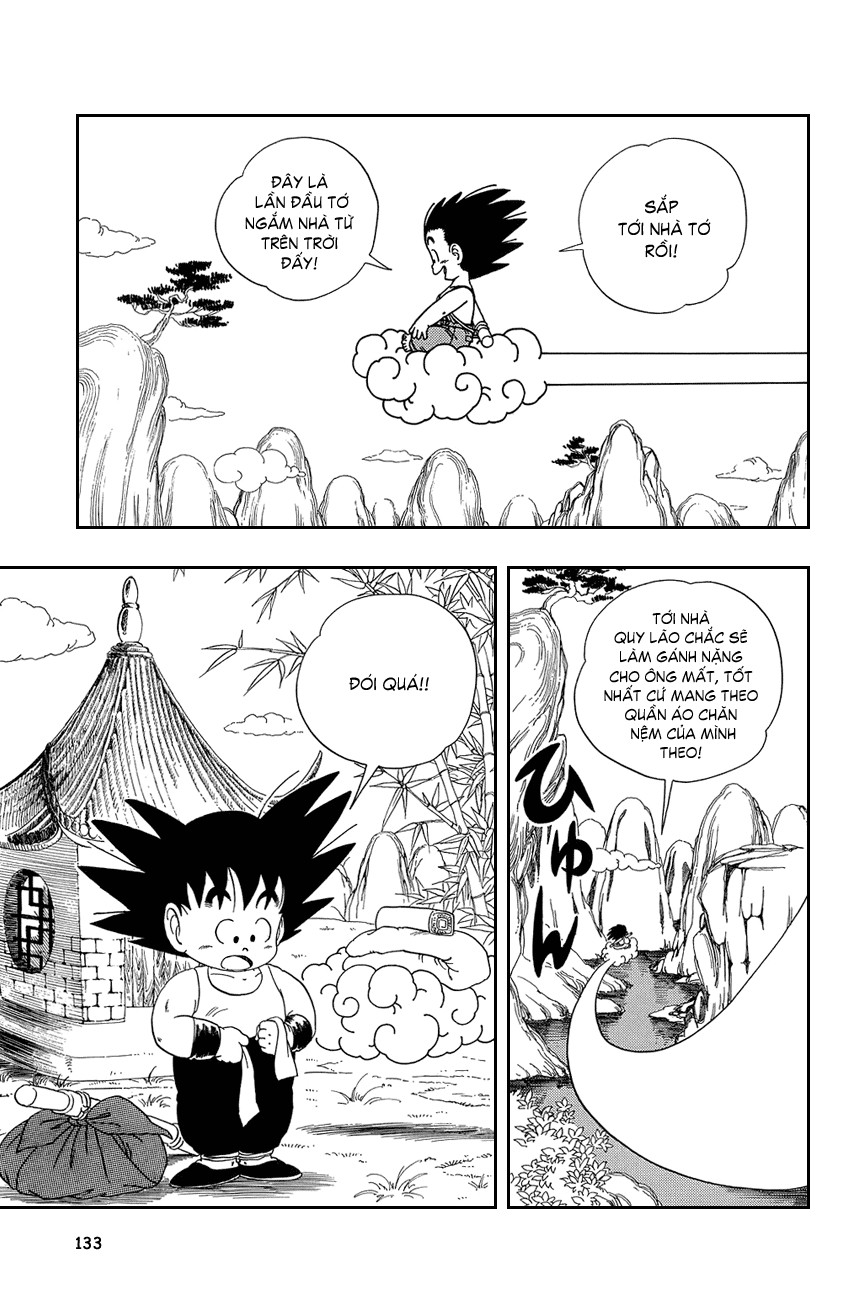 SẮP
TỚI NHÀ TỚ
RỒI!
ĐÂY LÀ
LẦN ĐẦU TỚ
NGẮM NHÀ TỪ
TRÊN TRỜI
ĐẤY!
TỚI NHÀ
QUY LÃO CHẮC SẼ
LÀM GÁNH NẶNG
CHO ÔNG MẤT, TỐT
NHẤT CỨ MANG THEO
QUẦN ÁO CHĂN
NỆM CỦA MÌNH
THEO!
ひゅーん
ĐÓI QUÁ!!
133